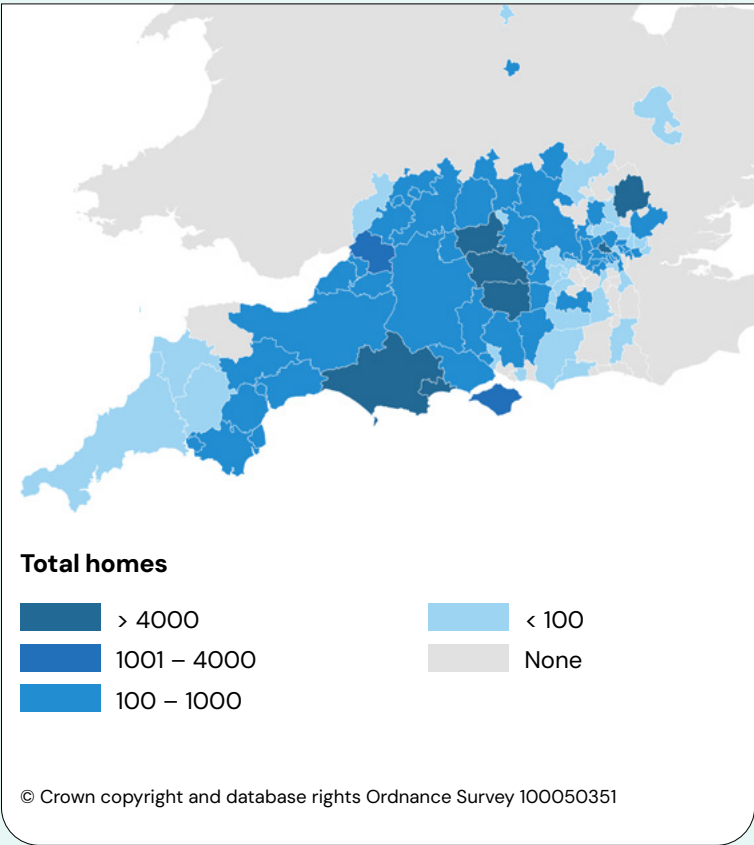 Total homes
> 4000
1001 – 4000
100 – 1000
< 100
None
© Crown copyright and database rights Ordnance Survey 100050351